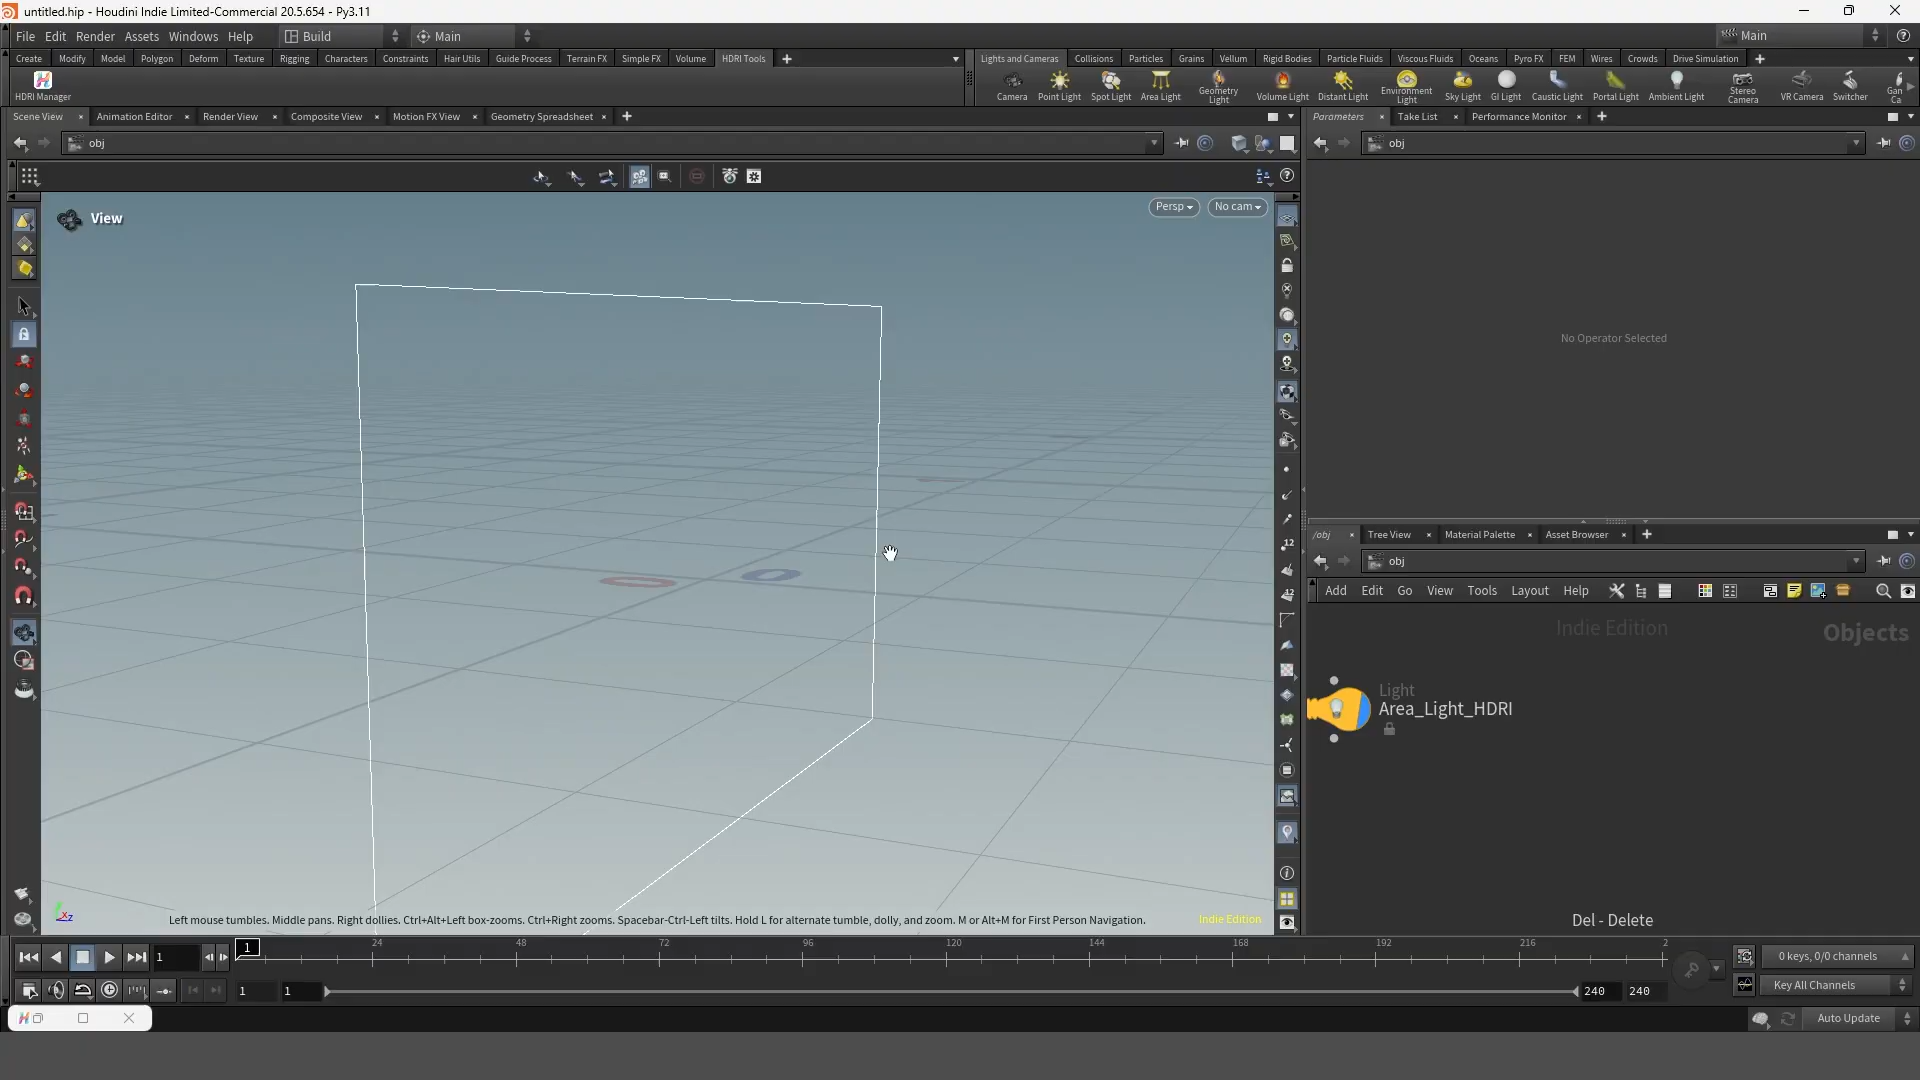 untitled.hip - Houdini Indie Limited-Commercial 20.5.654 - Py3.11
File Edit Render Assets Windows Help Build Main Main
Create Modify Model Polygon Deform Texture Rigging Characters Constraints Hair Utils Guide Process Terrain FX Simple FX Volume HDRI Tools
HDRI Manager
Lights and Cameras Collisions Particles Grains Vellum Rigid Bodies Particle Fluids Viscous Fluids Oceans Pyro FX FEM Wires Crowds Drive Simulation
Camera Point Light Spot Light Area Light Geometry Light Volume Light Distant Light Environment Light Sky Light GI Light Caustic Light Portal Light Ambient Light Stereo Camera VR Camera Switcher
Scene View Animation Editor Render View Composite View Motion FX View Geometry Spreadsheet
obj
View
Persp No cam
Left mouse tumbles. Middle pans. Right dollies. Ctrl+Alt+Left box-zooms. Ctrl+Right zooms. Spacebar-Ctrl-Left tilts. Hold L for alternate tumble, dolly, and zoom. M or Alt+M for First Person Navigation.
Indie Edition
Parameters Take List Performance Monitor
obj
No Operator Selected
/obj Tree View Material Palette Asset Browser
obj
Add Edit Go View Tools Layout Help
Indie Edition
Objects
Light
Area_Light_HDRI
Del - Delete
1 1 24 48 72 96 120 144 168 192 216 2
0 keys, 0/0 channels
1 1 240 240
Key All Channels
Auto Update